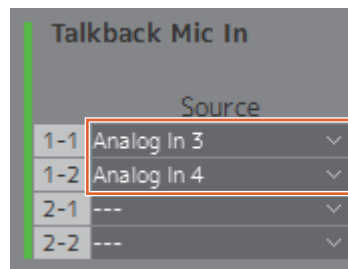 Talkback Mic In
Source
1-1 Analog In 3
1-2 Analog In 4
2-1 ---
2-2 ---